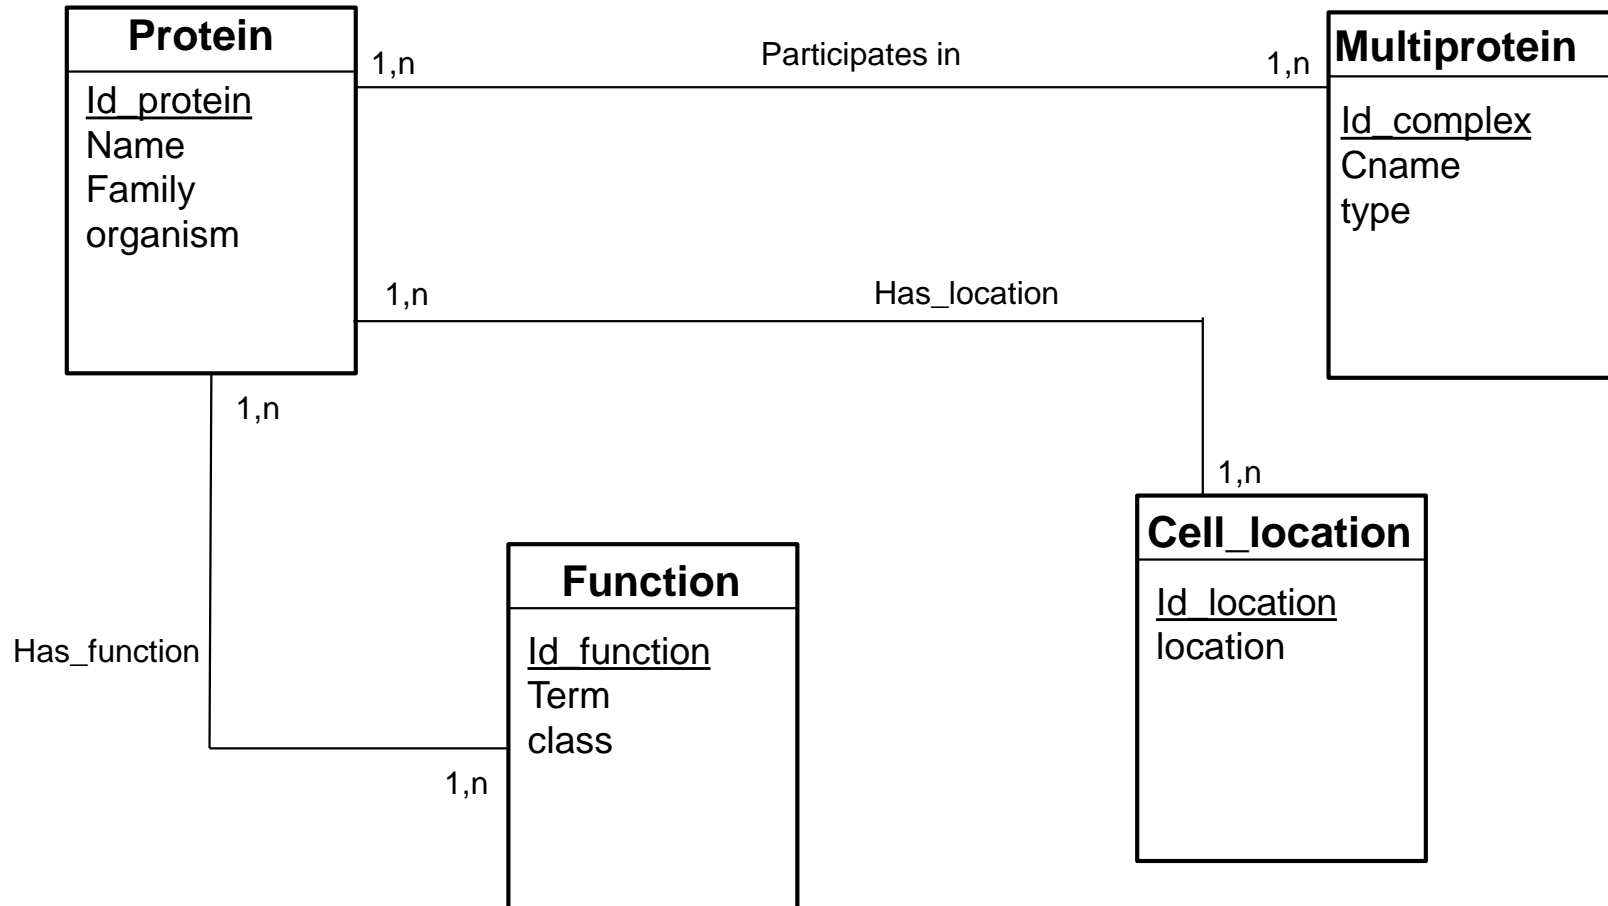 Protein
Id_protein
Name
Family
organism
1,n
Participates in
1,n
Multiprotein
Id_complex
Cname
type
1,n
Has_location
1,n
Cell_location
Id_location
location
1,n
Has_function
1,n
Function
Id_function
Term
class